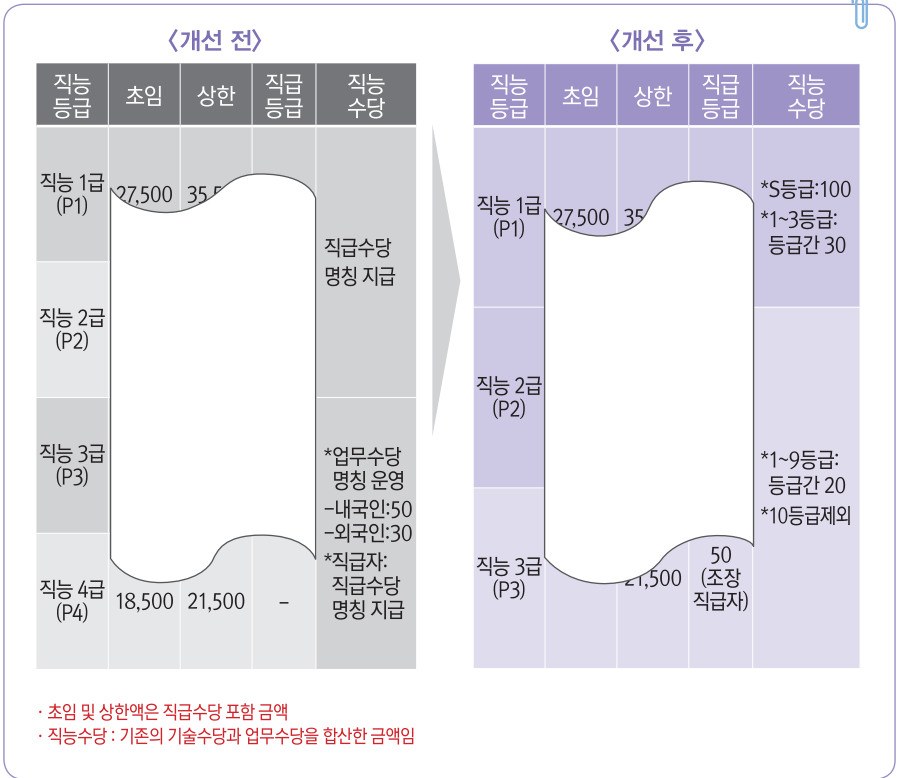 〈개선 전〉
직능
등급
초임
상한
직급
등급
직능
수당
직능 1급
(P1)
27,500
직급수당
명칭 지급
직능 2급
(P2)
직능 3급
(P3)
*업무수당
명칭 운영
-내국인:50
-외국인:30
*직급자:
직급수당
명칭 지급
직능 4급
(P4)
18,500
21,500
-
〈개선 후〉
직능
등급
초임
상한
직급
등급
직능
수당
직능 1급
(P1)
27,500
*S등급:100
*1~3등급:
등급간 30
직능 2급
(P2)
*1~9등급:
등급간 20
*10등급제외
직능 3급
(P3)
21,500
50
(조장
직급자)
· 초임 및 상한액은 직급수당 포함 금액
· 직능수당 : 기존의 기술수당과 업무수당을 합산한 금액임